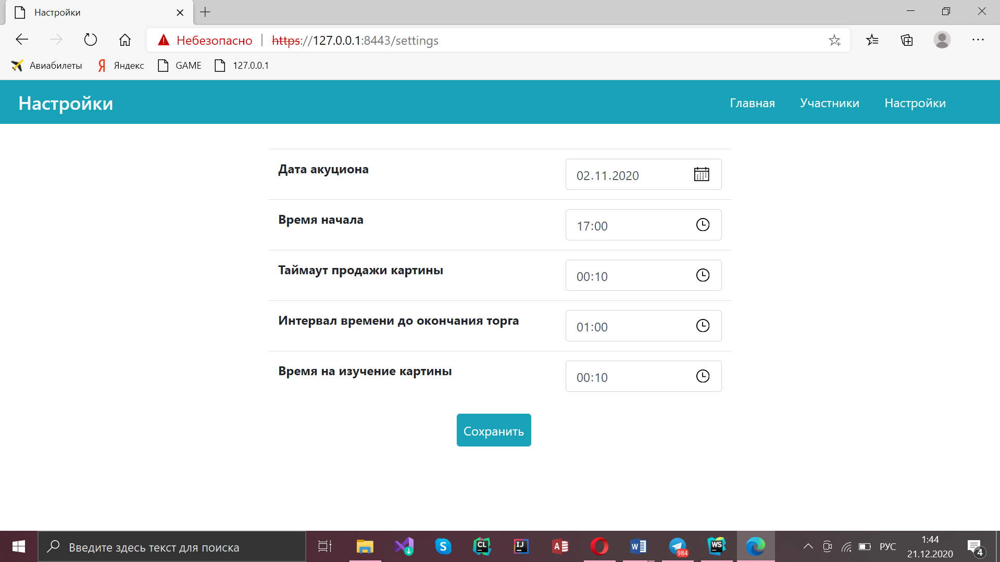 Настройки
Небезопасно https://127.0.0.1:8443/settings
Авиабилеты Яндекс GAME 127.0.0.1
Настройки Главная Участники Настройки
Дата акуциона 02.11.2020
Время начала 17:00
Таймаут продажи картины 00:10
Интервал времени до окончания торга 01:00
Время на изучение картины 00:10
Сохранить
Введите здесь текст для поиска
S CL IJ A W 984 WS
РУС 1:44
21.12.2020
4